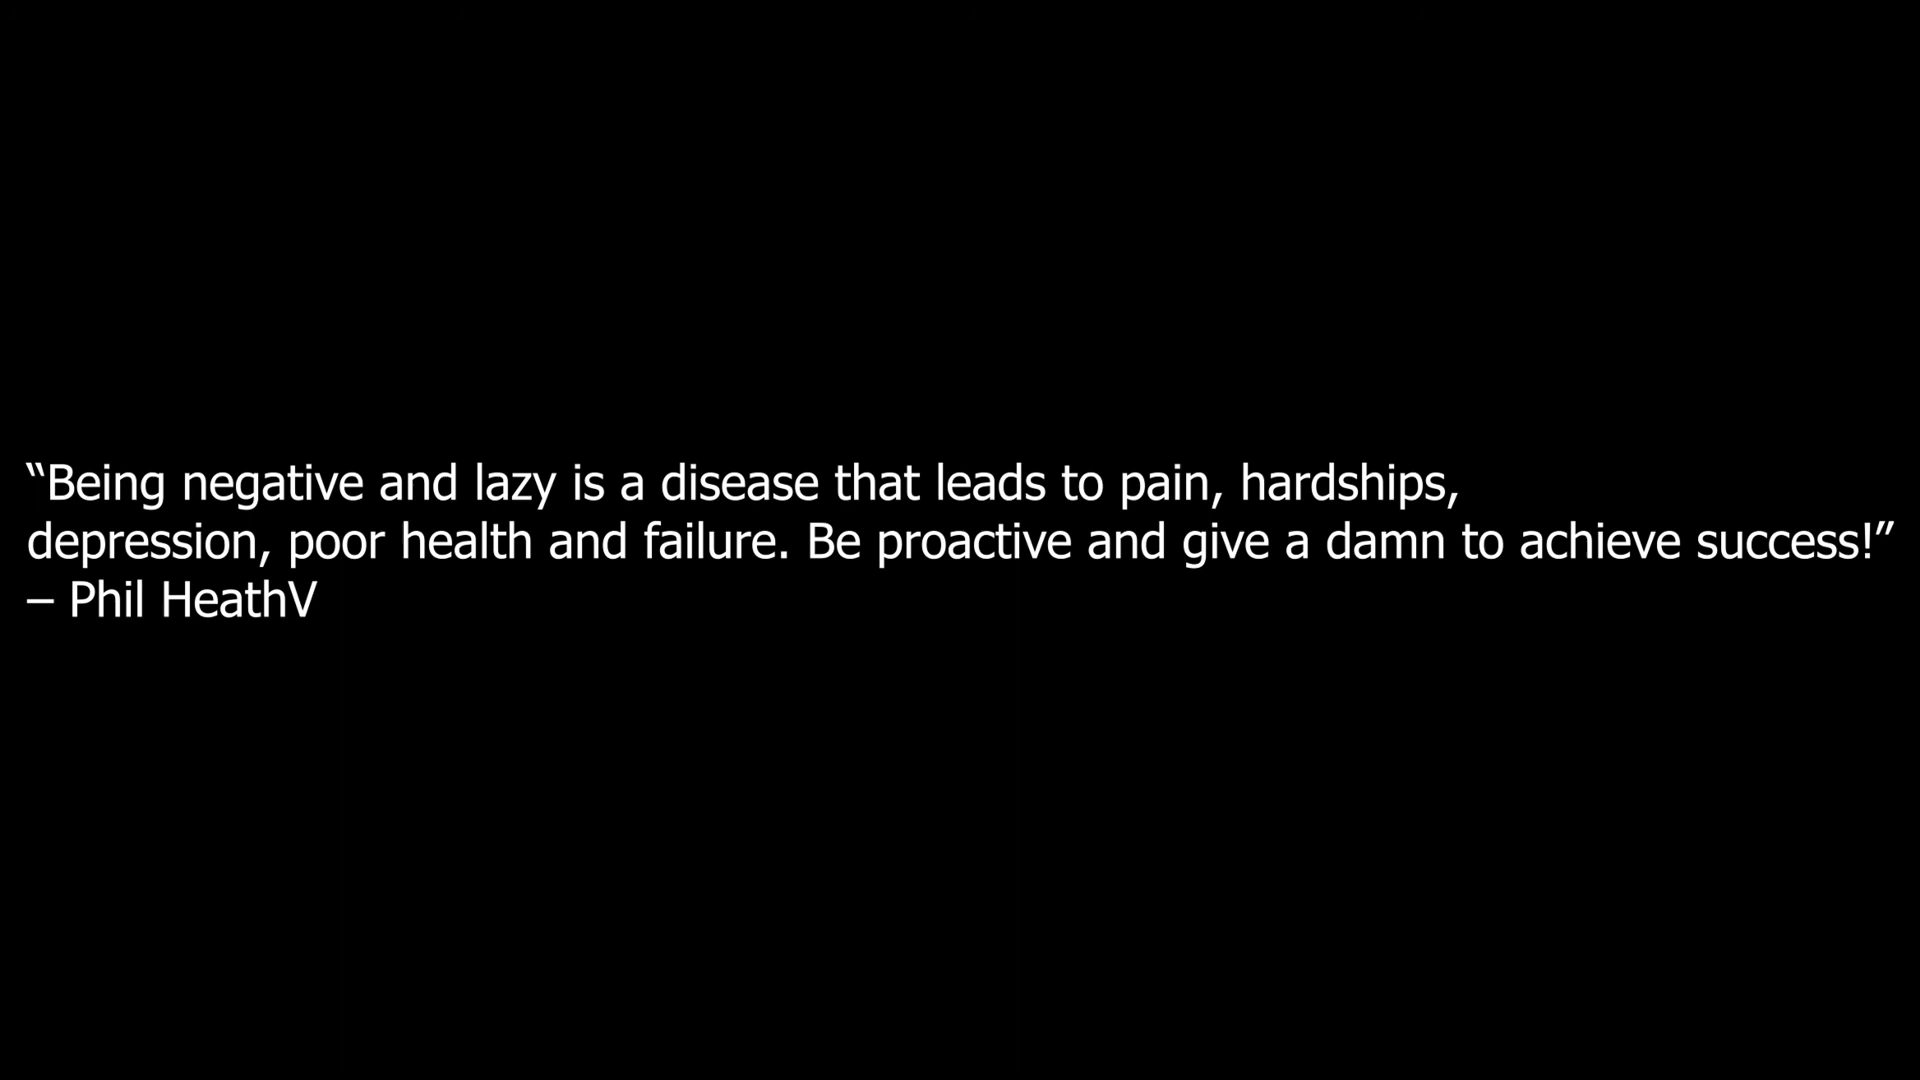 “Being negative and lazy is a disease that leads to pain, hardships,
depression, poor health and failure. Be proactive and give a damn to achieve success!”
– Phil HeathV